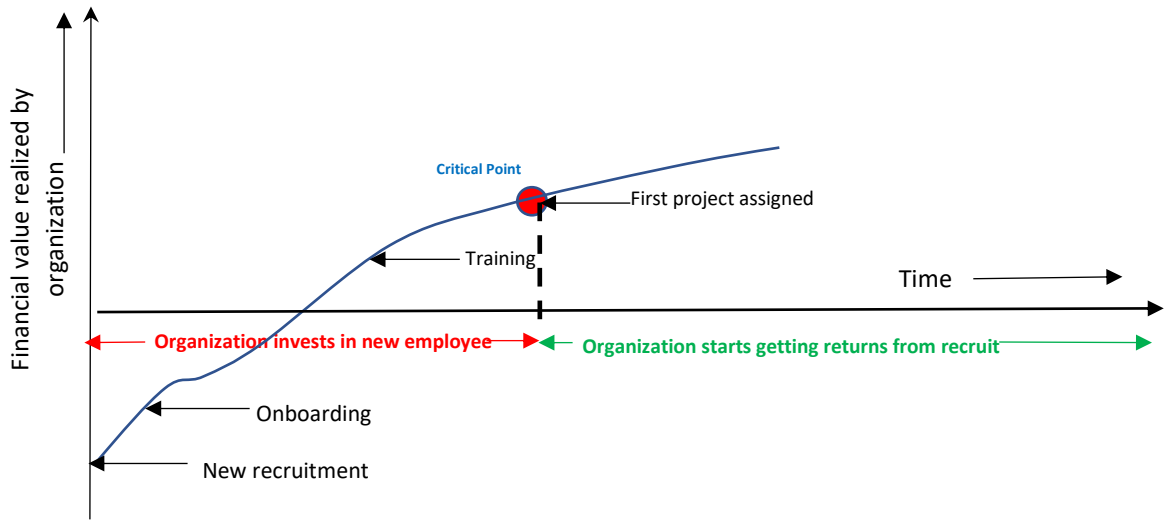 Financial value realized by
organization
Critical Point
First project assigned
Training
Time
Organization invests in new employee
Organization starts getting returns from recruit
Onboarding
New recruitment